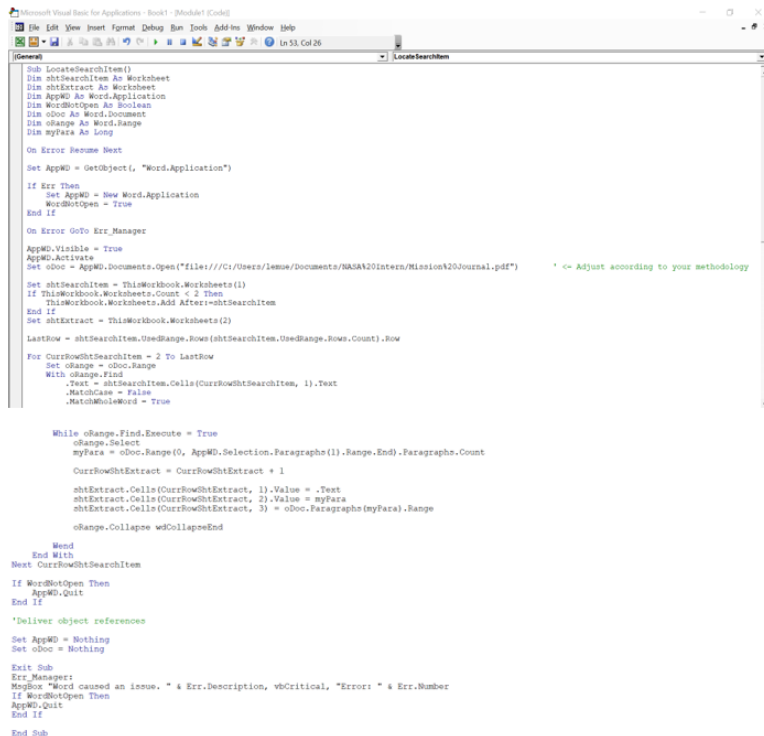 Microsoft Visual Basic for Applications - Book1 - [Module1 (Code)]
File Edit View Insert Format Debug Run Tools Add-Ins Window Help
Ln 53, Col 26
(General) LocateSearchItem
Sub LocateSearchItem()
Dim shtSearchItem As Worksheet
Dim shtExtract As Worksheet
Dim AppWD As Word.Application
Dim WordNotOpen As Boolean
Dim oDoc As Word.Document
Dim oRange As Word.Range
Dim myPara As Long
On Error Resume Next
Set AppWD = GetObject(, "Word.Application")
If Err Then
Set AppWD = New Word.Application
WordNotOpen = True
End If
On Error GoTo Err_Manager
AppWD.Visible = True
AppWD.Activate
Set oDoc = AppWD.Documents.Open("file:///C:/Users/lemue/Documents/NASA%20Intern/Mission%20Journal.pdf") ' <= Adjust according to your methodology
Set shtSearchItem = ThisWorkbook.Worksheets(1)
If ThisWorkbook.Worksheets.Count < 2 Then
ThisWorkbook.Worksheets.Add After:=shtSearchItem
End If
Set shtExtract = ThisWorkbook.Worksheets(2)
LastRow = shtSearchItem.UsedRange.Rows(shtSearchItem.UsedRange.Rows.Count).Row
For CurrRowShtSearchItem = 2 To LastRow
Set oRange = oDoc.Range
With oRange.Find
.Text = shtSearchItem.Cells(CurrRowShtSearchItem, 1).Text
.MatchCase = False
.MatchWholeWord = True
While oRange.Find.Execute = True
oRange.Select
myPara = oDoc.Range(0, AppWD.Selection.Paragraphs(1).Range.End).Paragraphs.Count
CurrRowShtExtract = CurrRowShtExtract + 1
shtExtract.Cells(CurrRowShtExtract, 1).Value = .Text
shtExtract.Cells(CurrRowShtExtract, 2).Value = myPara
shtExtract.Cells(CurrRowShtExtract, 3) = oDoc.Paragraphs(myPara).Range
oRange.Collapse wdCollapseEnd
Wend
End With
Next CurrRowShtSearchItem
If WordNotOpen Then
AppWD.Quit
End If
'Deliver object references
Set AppWD = Nothing
Set oDoc = Nothing
Exit Sub
Err_Manager:
MsgBox "Word caused an issue. " & Err.Description, vbCritical, "Error: " & Err.Number
If WordNotOpen Then
AppWD.Quit
End If
End Sub